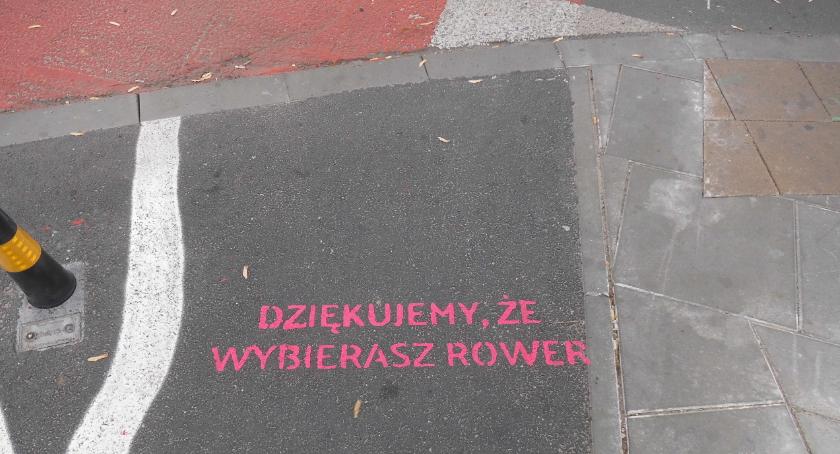 DZIĘKUJEMY, ŻE
WYBIERASZ ROWER